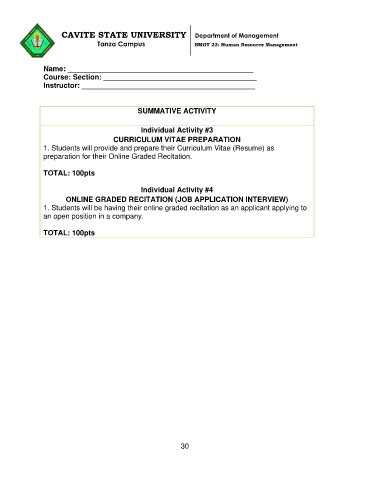 CAVITE STATE UNIVERSITY
Tanza Campus
Department of Management
BMGT 23: Human Resource Management
Name: ___________________________________________
Course: Section: ____________________________________
Instructor: _________________________________________
SUMMATIVE ACTIVITY
Individual Activity #3
CURRICULUM VITAE PREPARATION
1. Students will provide and prepare their Curriculum Vitae (Resume) as
preparation for their Online Graded Recitation.
TOTAL: 100pts
Individual Activity #4
ONLINE GRADED RECITATION (JOB APPLICATION INTERVIEW)
1. Students will be having their online graded recitation as an applicant applying to
an open position in a company.
TOTAL: 100pts
30